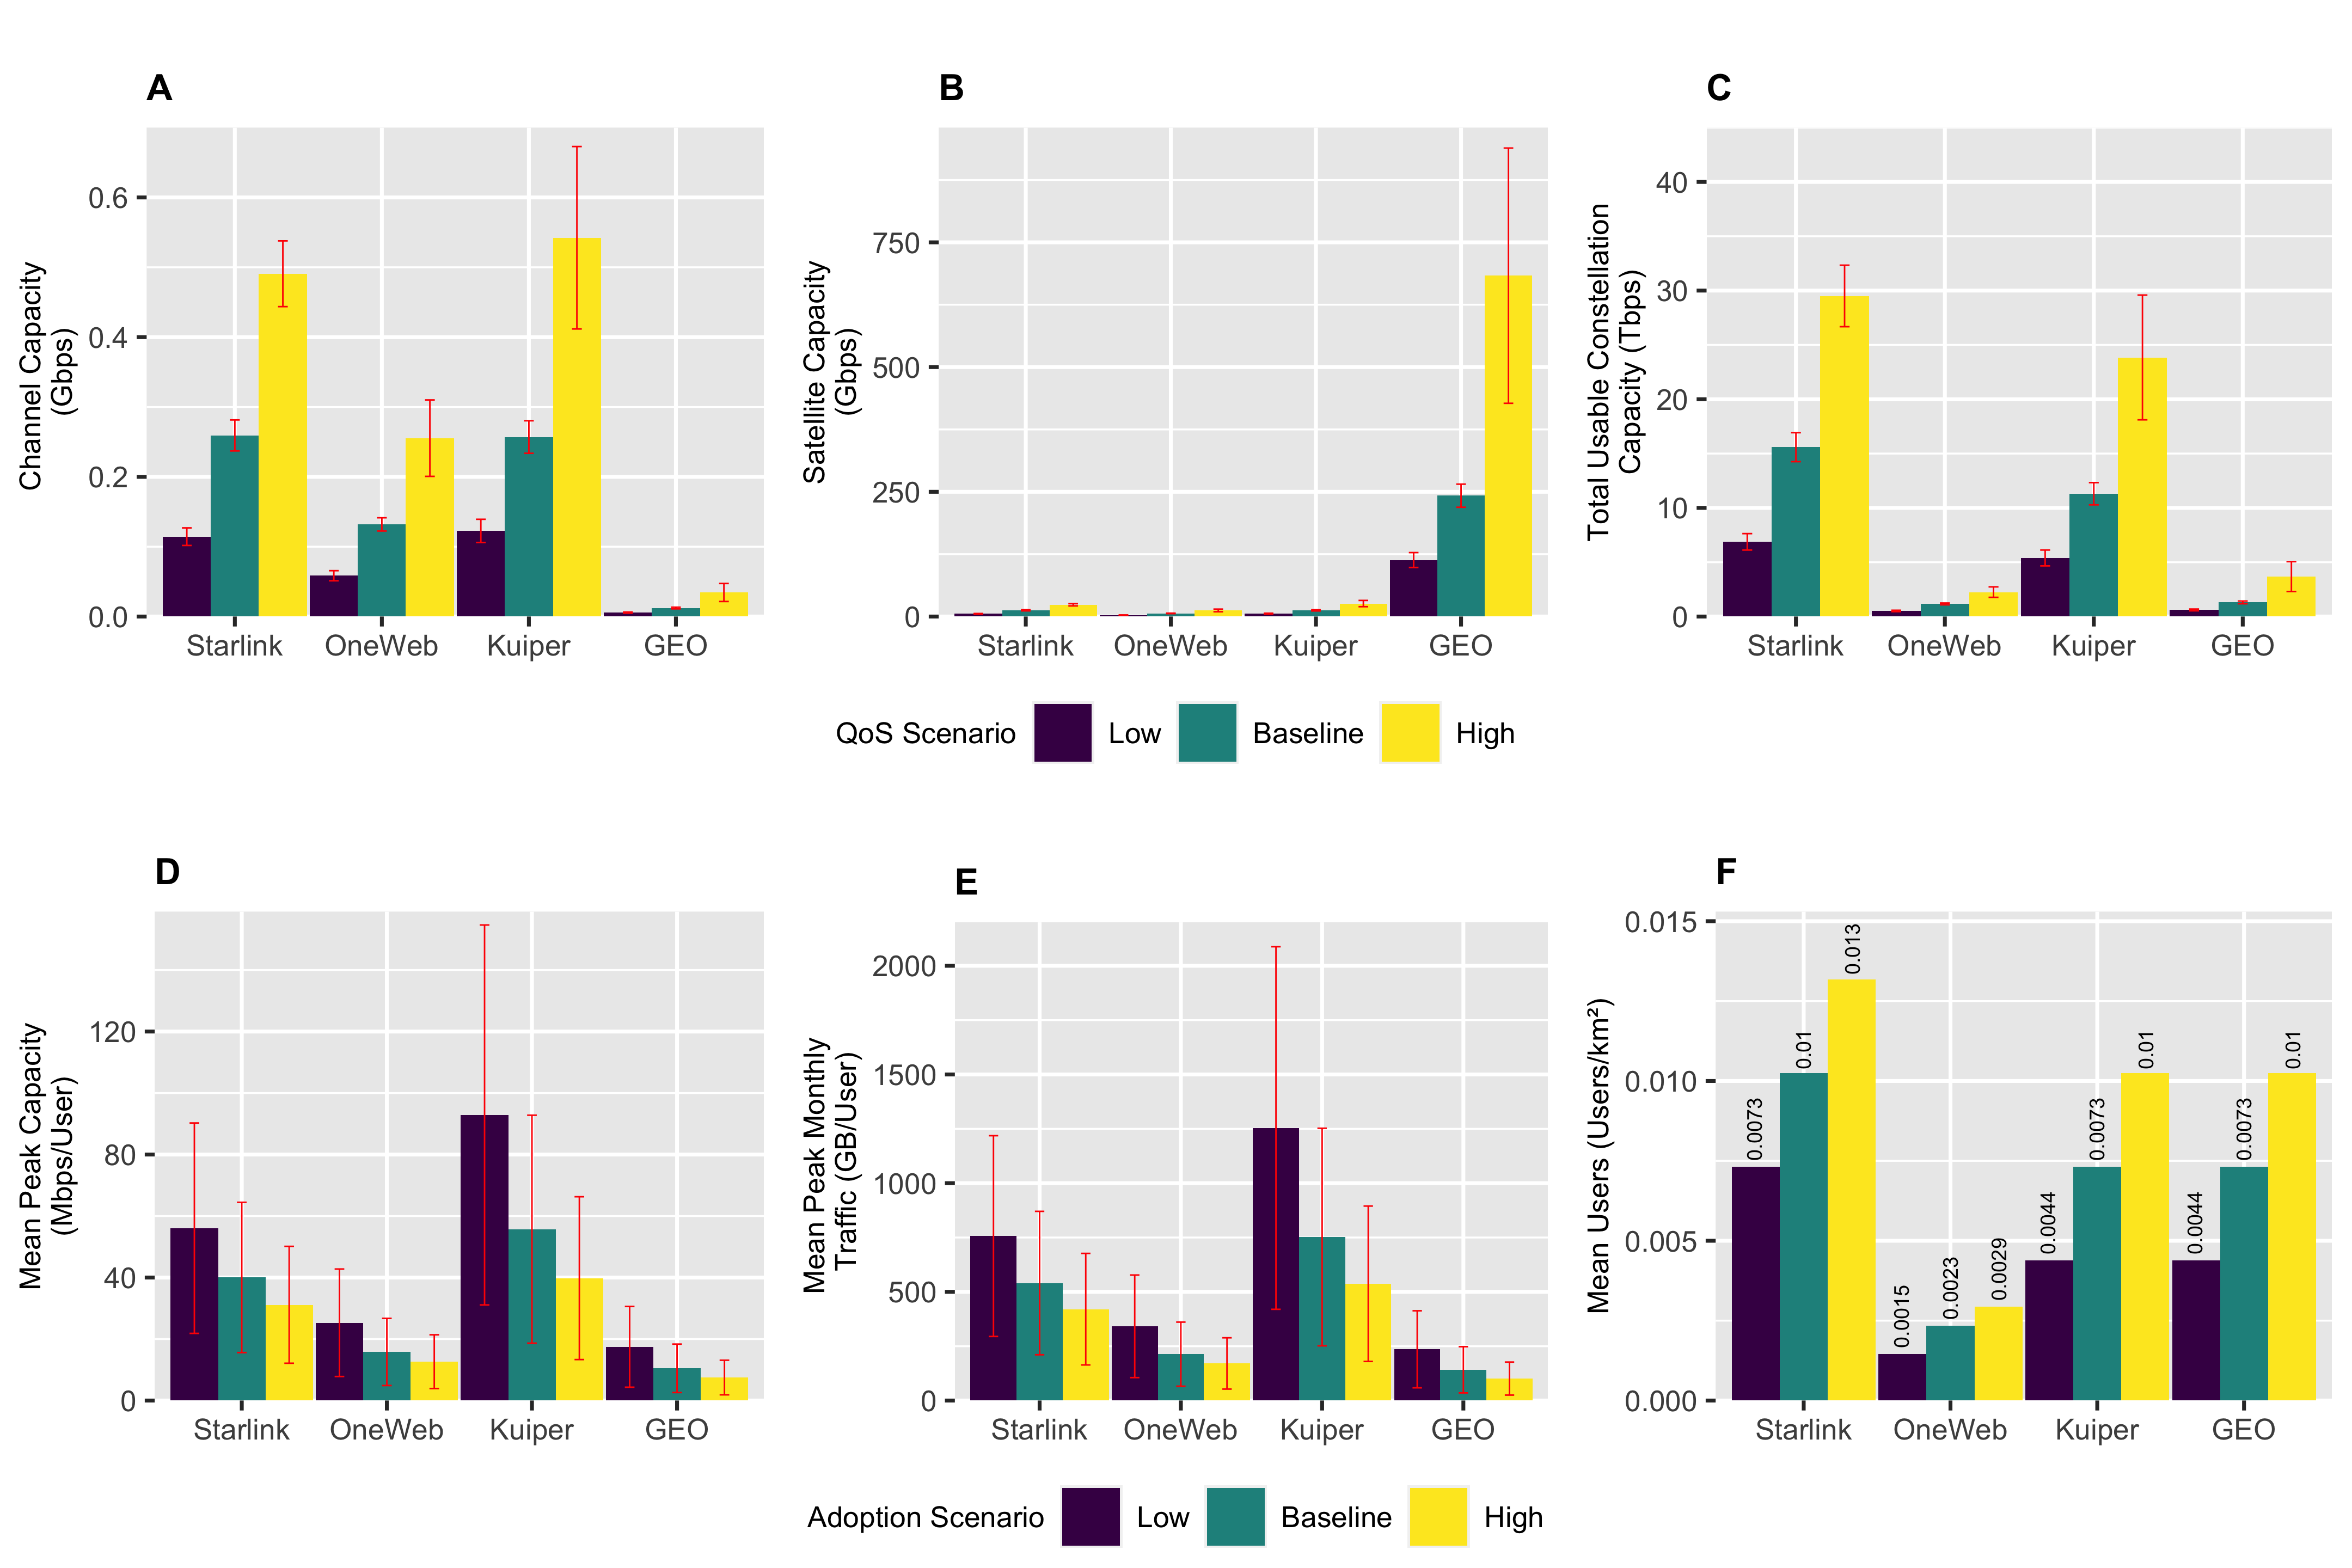 A
B
C
Channel Capacity
(Gbps)
0.6
0.4
0.2
0.0
Starlink OneWeb Kuiper GEO
Satellite Capacity
(Gbps)
750
500
250
0
Starlink OneWeb Kuiper GEO
Total Usable Constellation
Capacity (Tbps)
40
30
20
10
0
Starlink OneWeb Kuiper GEO
QoS Scenario Low Baseline High
D
E
F
Mean Peak Capacity
(Mbps/User)
120
80
40
0
Starlink OneWeb Kuiper GEO
Mean Peak Monthly
Traffic (GB/User)
2000
1500
1000
500
0
Starlink OneWeb Kuiper GEO
Mean Users (Users/km²)
0.015
0.010
0.005
0.000
0.0073
0.01
0.013
0.0015
0.0023
0.0029
0.0044
0.0073
0.01
0.0044
0.0073
0.01
Starlink OneWeb Kuiper GEO
Adoption Scenario Low Baseline High